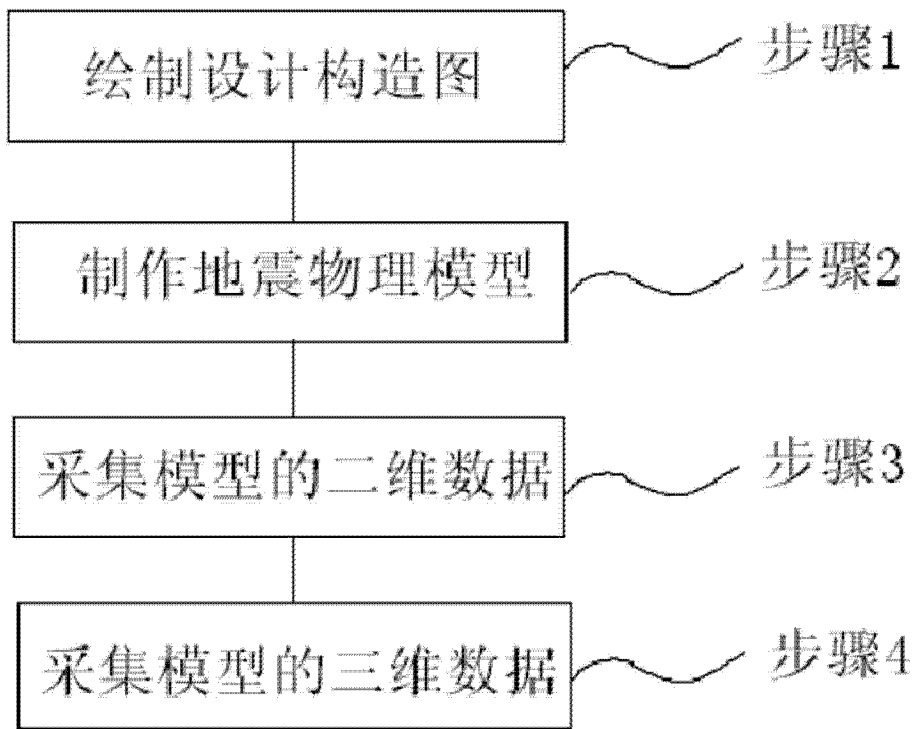 绘制设计构造图
步骤1
制作地震物理模型
步骤2
采集模型的二维数据
步骤3
采集模型的三维数据
步骤4